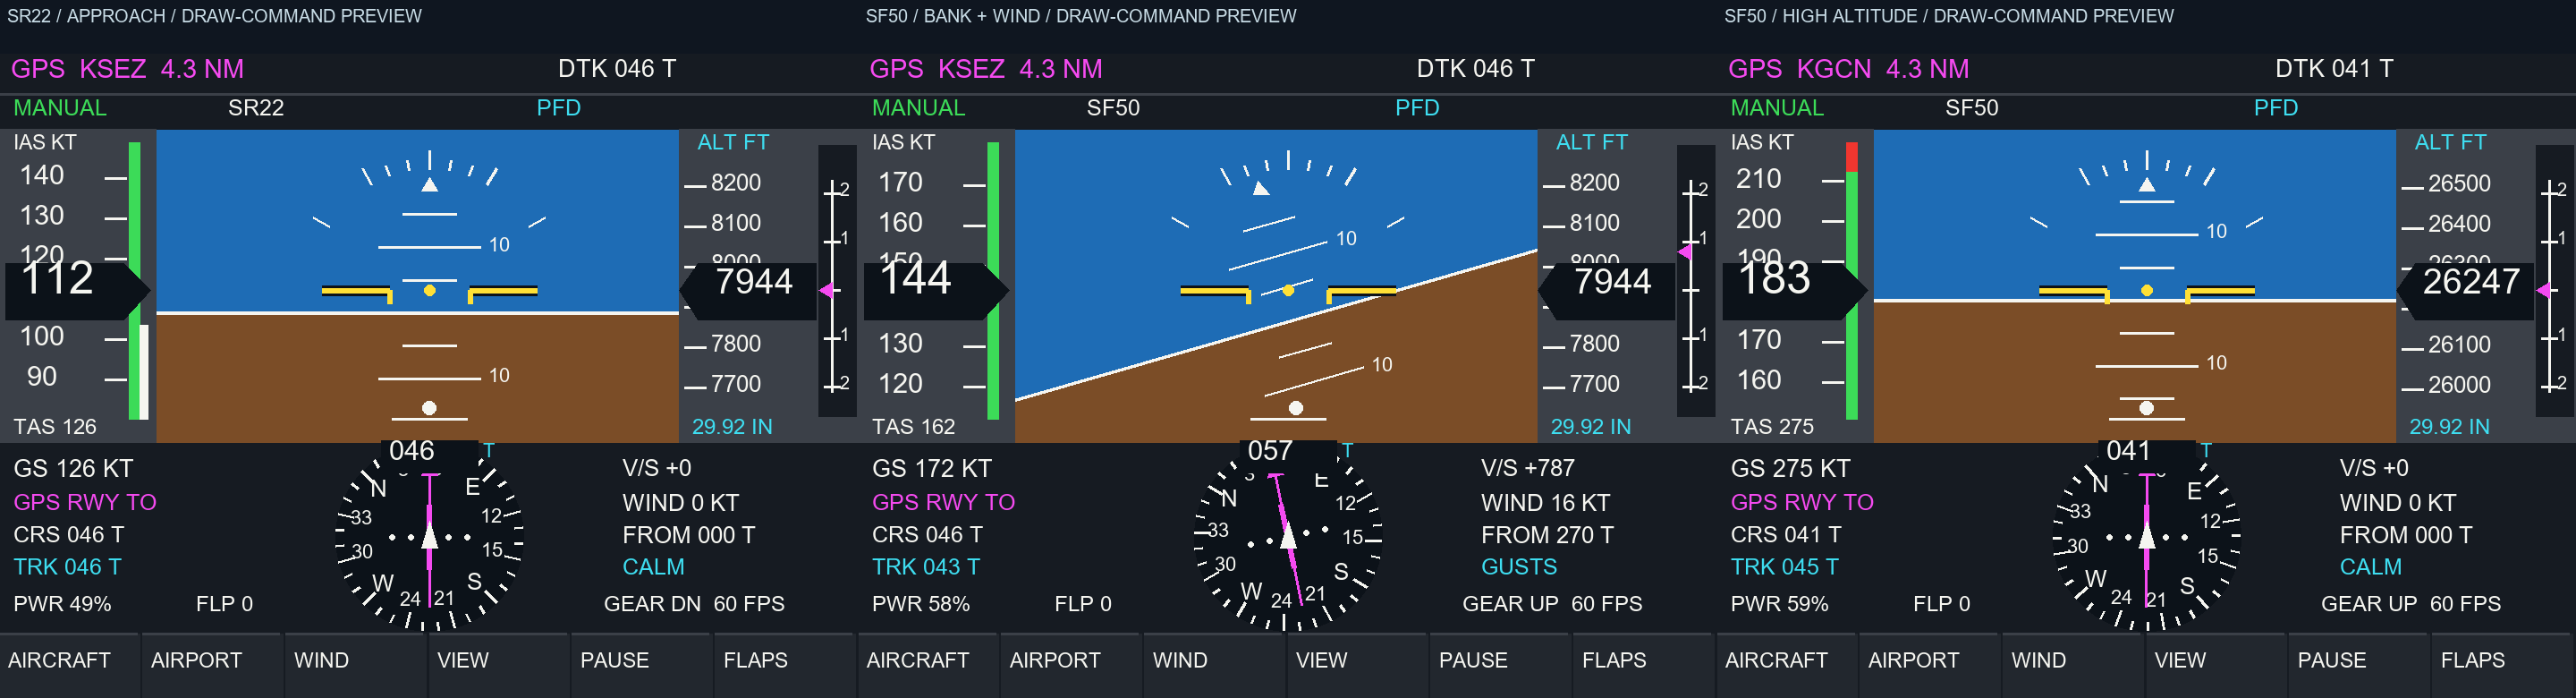 SR22 / APPROACH / DRAW-COMMAND PREVIEW
GPS KSEZ 4.3 NM DTK 046 T
MANUAL SR22 PFD
IAS KT
140
130
120
112
100
90
TAS 126
10
10
ALT FT
8200
8100
8000
7944
7800
7700
29.92 IN
2
1
1
2
GS 126 KT
GPS RWY TO
CRS 046 T
TRK 046 T
PWR 49% FLP 0
046 T
N
E
12
15
S
21
24
W
30
33
V/S +0
WIND 0 KT
FROM 000 T
CALM
GEAR DN 60 FPS
AIRCRAFT AIRPORT WIND VIEW PAUSE FLAPS
SF50 / BANK + WIND / DRAW-COMMAND PREVIEW
GPS KSEZ 4.3 NM DTK 046 T
MANUAL SF50 PFD
IAS KT
170
160
150
144
130
120
TAS 162
10
10
ALT FT
8200
8100
8000
7944
7800
7700
29.92 IN
2
1
1
2
GS 172 KT
GPS RWY TO
CRS 046 T
TRK 043 T
PWR 58% FLP 0
057 T
3
N
E
12
15
S
21
24
W
30
33
V/S +787
WIND 16 KT
FROM 270 T
GUSTS
GEAR UP 60 FPS
AIRCRAFT AIRPORT WIND VIEW PAUSE FLAPS
SF50 / HIGH ALTITUDE / DRAW-COMMAND PREVIEW
GPS KGCN 4.3 NM DTK 041 T
MANUAL SF50 PFD
IAS KT
210
200
190
183
170
160
TAS 275
10
10
ALT FT
26500
26400
26300
26247
26100
26000
29.92 IN
2
1
1
2
GS 275 KT
GPS RWY TO
CRS 041 T
TRK 045 T
PWR 59% FLP 0
041 T
N
E
12
15
S
21
24
W
30
33
V/S +0
WIND 0 KT
FROM 000 T
CALM
GEAR UP 60 FPS
AIRCRAFT AIRPORT WIND VIEW PAUSE FLAPS